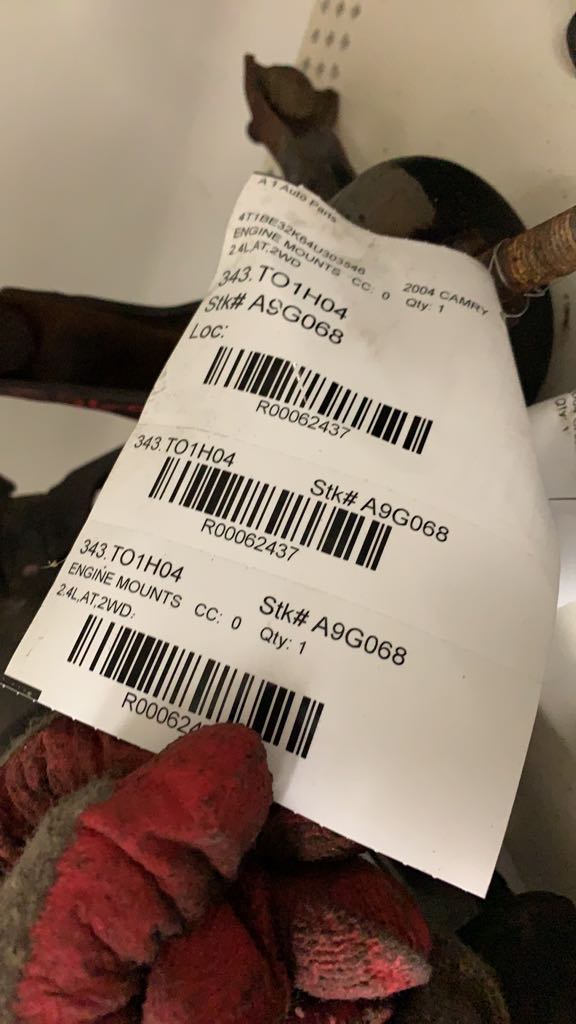 A 1 Auto Parts
4T1BE32K64U303546 2004 CAMRY
ENGINE MOUNTS CC: 0 Qty: 1
2.4L,AT,2WD
343.TO1H04
Stk# A9G068
Loc:
R00062437
343.TO1H04 Stk# A9G068
R00062437
343.TO1H04 Stk# A9G068
ENGINE MOUNTS CC: 0 Qty: 1
2.4L,AT,2WD:
R000624